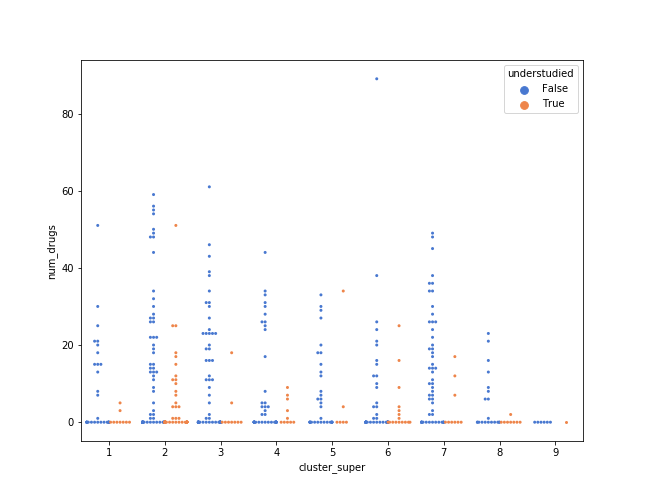 understudied
False
True
80
60
40
20
0
num_drugs
1 2 3 4 5 6 7 8 9
cluster_super